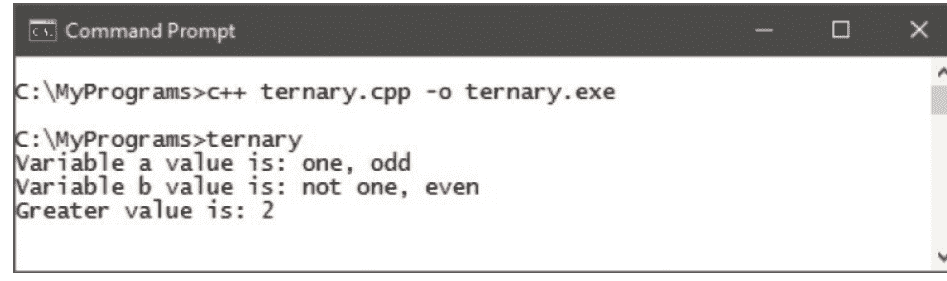 Command Prompt
C:\MyPrograms>c++ ternary.cpp -o ternary.exe
C:\MyPrograms>ternary
Variable a value is: one, odd
Variable b value is: not one, even
Greater value is: 2